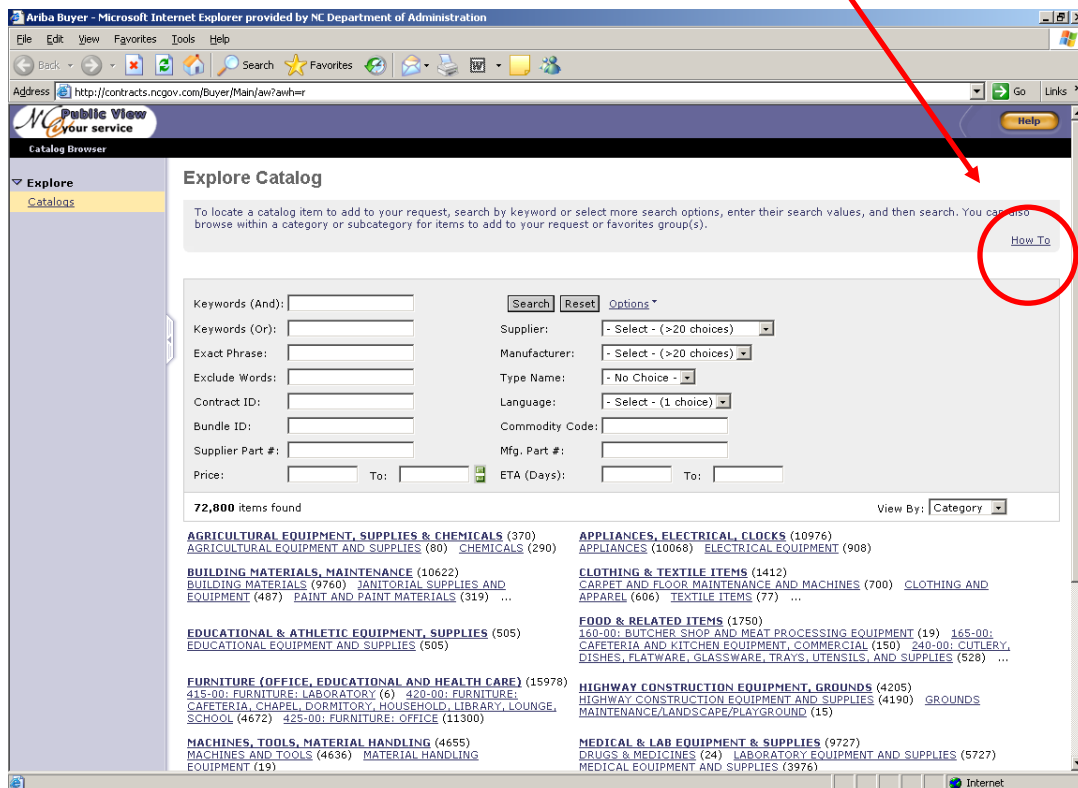 Ariba Buyer - Microsoft Internet Explorer provided by NC Department of Administration
File Edit View Favorites Tools Help
Back Search Favorites
Address http://contracts.ncgov.com/Buyer/Main/aw?awh=r Go Links
NC Public View
@your service
Help
Catalog Browser
Explore
Catalogs
Explore Catalog
To locate a catalog item to add to your request, search by keyword or select more search options, enter their search values, and then search. You can also
browse within a category or subcategory for items to add to your request or favorites group(s).
How To
Keywords (And): Search Reset Options
Keywords (Or): Supplier: - Select - (>20 choices)
Exact Phrase: Manufacturer: - Select - (>20 choices)
Exclude Words: Type Name: - No Choice -
Contract ID: Language: - Select - (1 choice)
Bundle ID: Commodity Code:
Supplier Part #: Mfg. Part #:
Price: To: ETA (Days): To:
72,800 items found View By: Category
AGRICULTURAL EQUIPMENT, SUPPLIES & CHEMICALS (370)
AGRICULTURAL EQUIPMENT AND SUPPLIES (80) CHEMICALS (290)
APPLIANCES, ELECTRICAL, CLOCKS (10976)
APPLIANCES (10068) ELECTRICAL EQUIPMENT (908)
BUILDING MATERIALS, MAINTENANCE (10622)
BUILDING MATERIALS (9760) JANITORIAL SUPPLIES AND
EQUIPMENT (487) PAINT AND PAINT MATERIALS (319) ...
CLOTHING & TEXTILE ITEMS (1412)
CARPET AND FLOOR MAINTENANCE AND MACHINES (700) CLOTHING AND
APPAREL (606) TEXTILE ITEMS (77) ...
EDUCATIONAL & ATHLETIC EQUIPMENT, SUPPLIES (505)
EDUCATIONAL EQUIPMENT AND SUPPLIES (505)
FOOD & RELATED ITEMS (1750)
160-00: BUTCHER SHOP AND MEAT PROCESSING EQUIPMENT (19) 165-00:
CAFETERIA AND KITCHEN EQUIPMENT, COMMERCIAL (150) 240-00: CUTLERY,
DISHES, FLATWARE, GLASSWARE, TRAYS, UTENSILS, AND SUPPLIES (528) ...
FURNITURE (OFFICE, EDUCATIONAL AND HEALTH CARE) (15978)
415-00: FURNITURE: LABORATORY (6) 420-00: FURNITURE:
CAFETERIA, CHAPEL, DORMITORY, HOUSEHOLD, LIBRARY, LOUNGE,
SCHOOL (4672) 425-00: FURNITURE: OFFICE (11300)
HIGHWAY CONSTRUCTION EQUIPMENT, GROUNDS (4205)
HIGHWAY CONSTRUCTION EQUIPMENT AND SUPPLIES (4190) GROUNDS
MAINTENANCE/LANDSCAPE/PLAYGROUND (15)
MACHINES, TOOLS, MATERIAL HANDLING (4655)
MACHINES AND TOOLS (4636) MATERIAL HANDLING
EQUIPMENT (19)
MEDICAL & LAB EQUIPMENT & SUPPLIES (9727)
DRUGS & MEDICINES (24) LABORATORY EQUIPMENT AND SUPPLIES (5727)
MEDICAL EQUIPMENT AND SUPPLIES (3976)
Internet